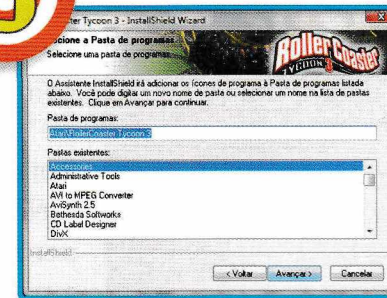 ter Tycoon 3 - InstallShield Wizard
cione a Pasta de programas.
Selecione uma pasta de programas.
RollerCoaster
TYCOON 3
O Assistente InstallShield irá adicionar os ícones de programa à Pasta de programas listada
abaixo. Você pode digitar um novo nome de pasta ou selecionar um nome na lista de pastas
existentes. Clique em Avançar para continuar.
Pasta de programas:
Atari\RollerCoaster Tycoon 3
Pastas existentes:
Accessories
Administrative Tools
Atari
AVI to MPEG Converter
AviSynth 2.5
Bethesda Softworks
CD Label Designer
DivX
InstallShield
< Voltar
Avançar >
Cancelar